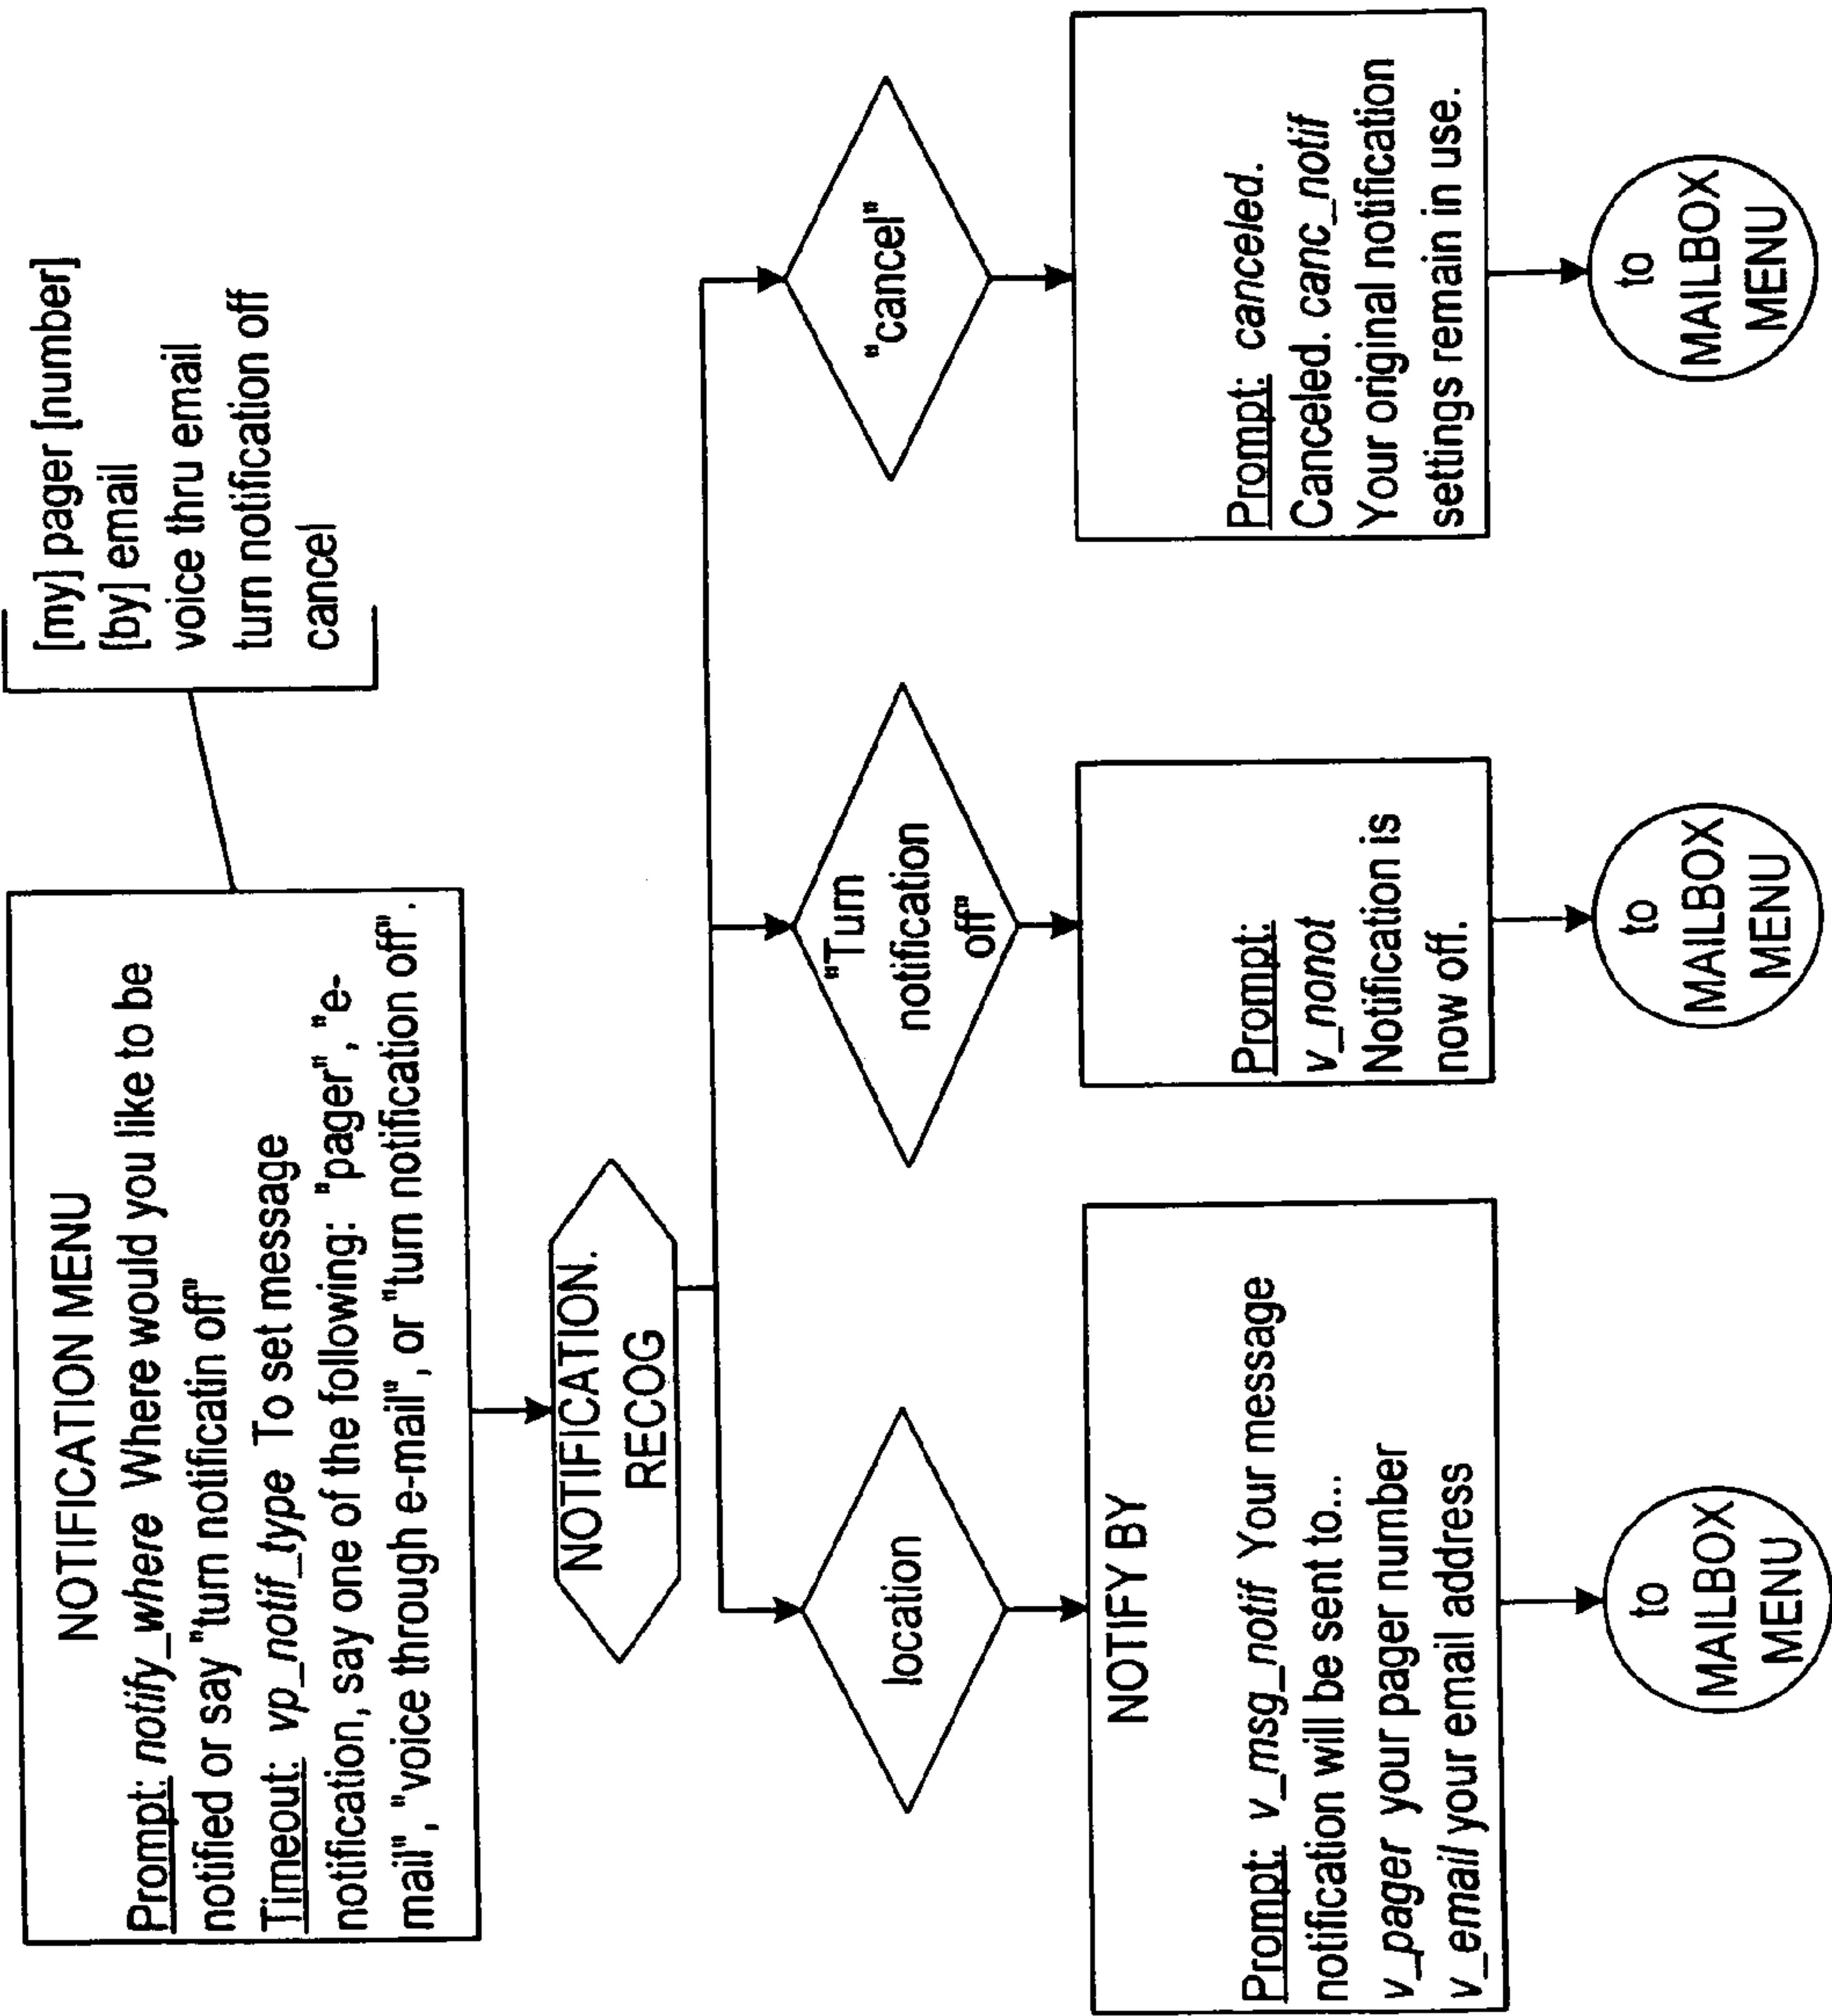 NOTIFICATION MENU
Prompt: notify_where Where would you like to be
notified or say "turn notificatin off"
Timeout: vp_notif_type To set message
notification, say one of the following: "pager", "e-
mail", "voice through e-mail", or "turn notification off".
[my] pager [number]
[by] email
voice thru email
turn notification off
cancel
NOTIFICATION.
RECOG
location
"Turn
notification
off"
"cancel"
NOTIFY BY
Prompt: v_msg_notif Your message
notification will be sent to...
v_pager your pager number
v_email your email address
Prompt:
v_nonot
Notification is
now off.
Prompt: canceled.
Canceled. canc_notif
Your original notification
settings remain in use.
to
MAILBOX
MENU
to
MAILBOX
MENU
to
MAILBOX
MENU